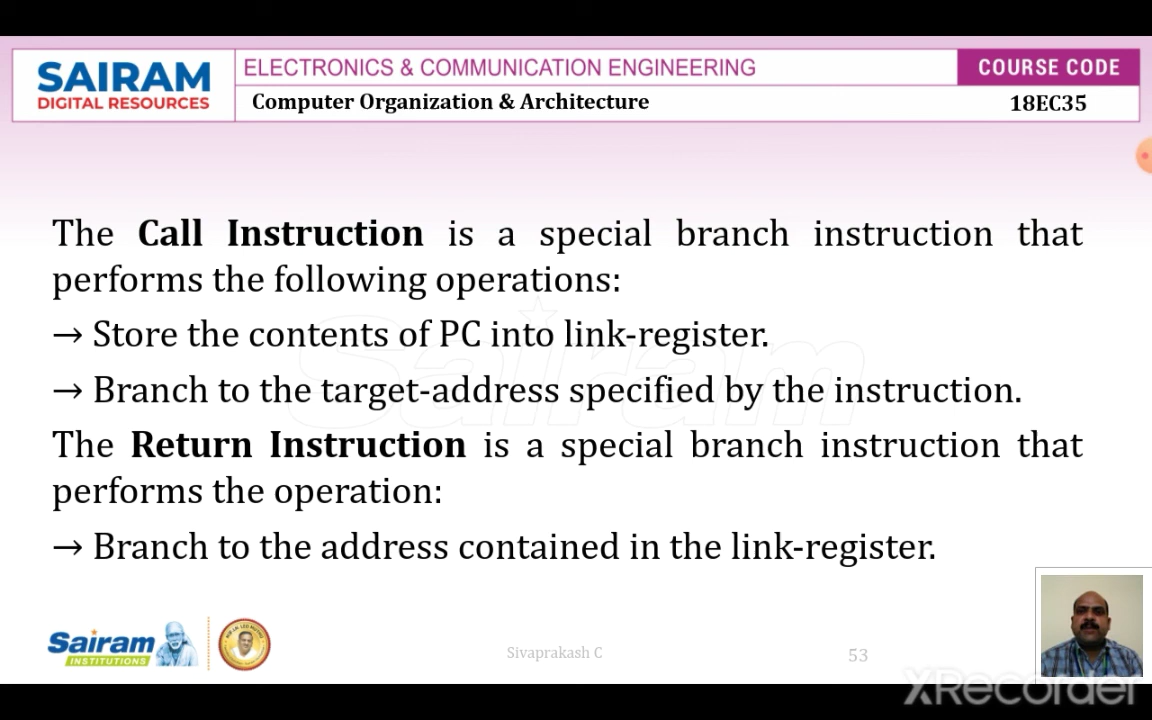 SAIRAM
DIGITAL RESOURCES
ELECTRONICS & COMMUNICATION ENGINEERING
COURSE CODE
Computer Organization & Architecture
18EC35
The Call Instruction is a special branch instruction that
performs the following operations:
→ Store the contents of PC into link-register.
→ Branch to the target-address specified by the instruction.
The Return Instruction is a special branch instruction that
performs the operation:
→ Branch to the address contained in the link-register.
Sairam
Sairam
INSTITUTIONS
Sivaprakash C
53
XRecorder